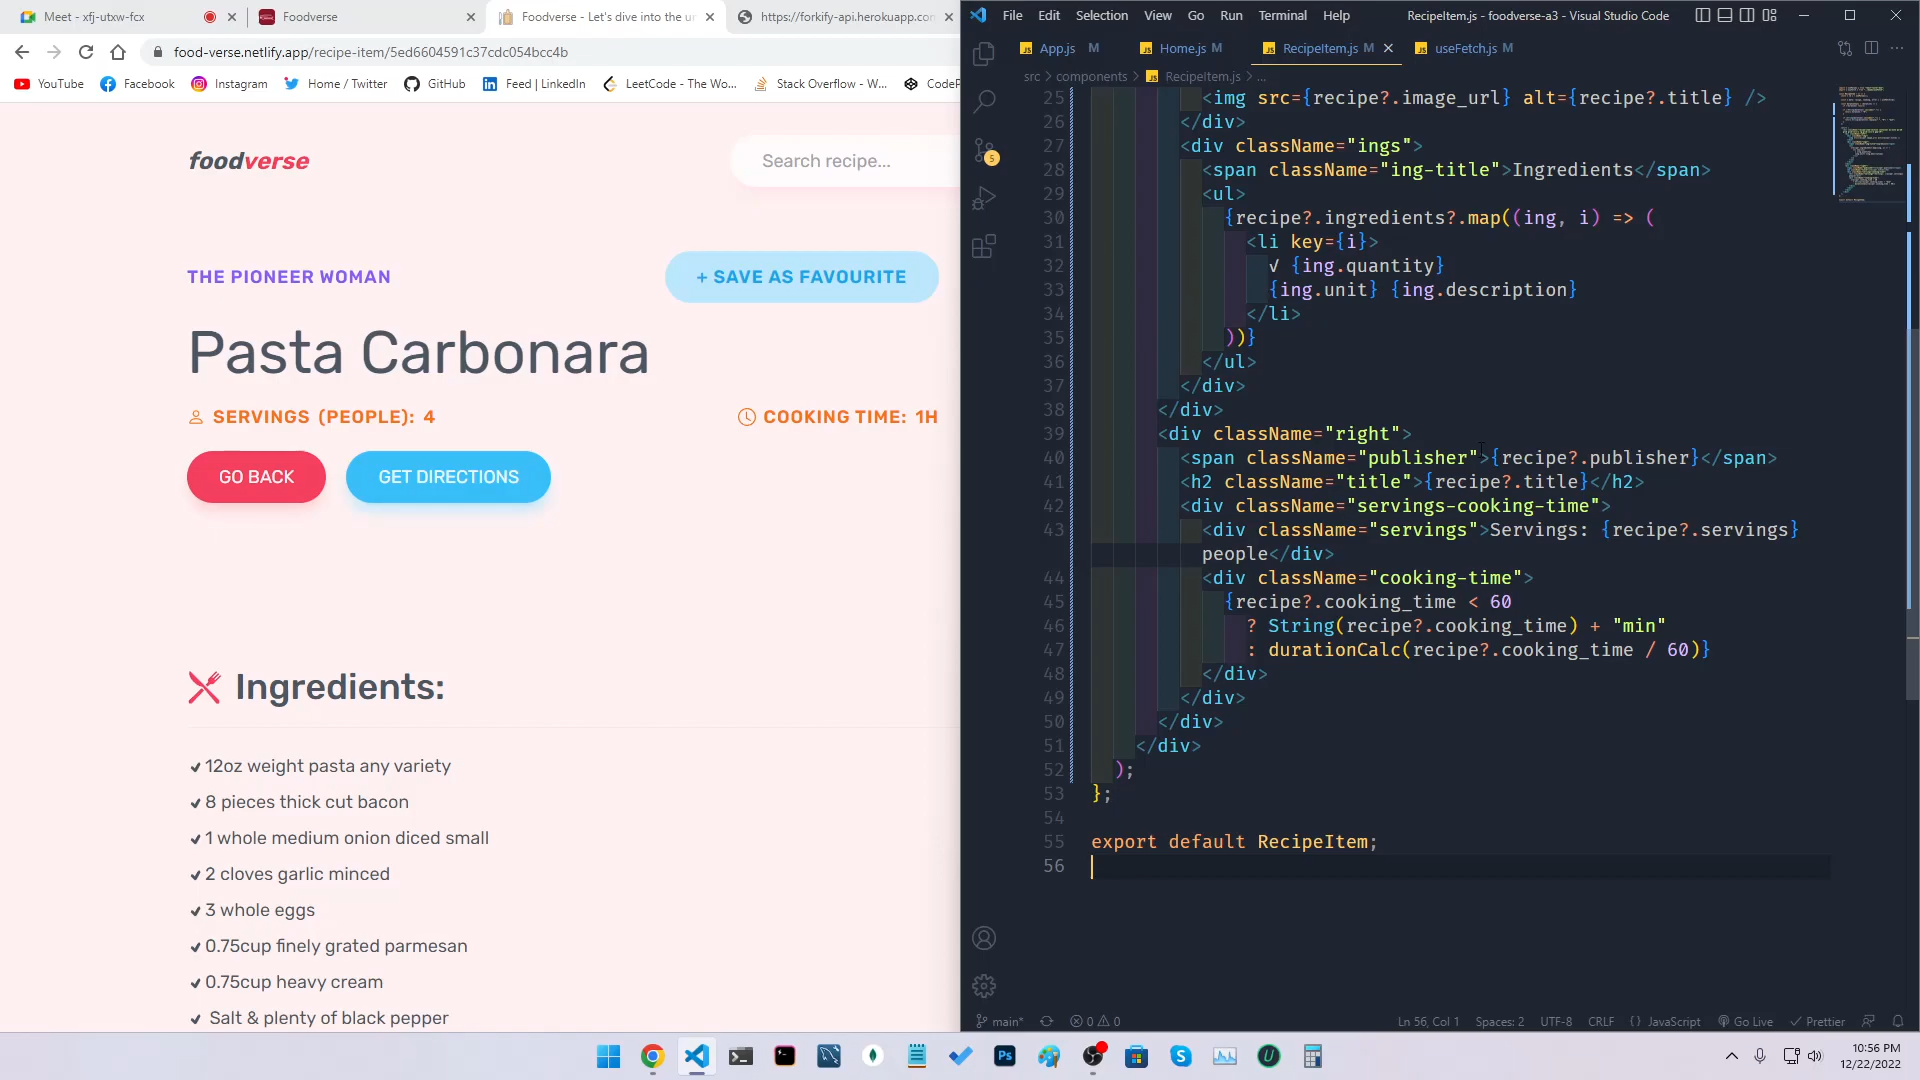 Meet - xfj-utxw-fcx
Foodverse
Foodverse - Let's dive into the ur
https://forkify-api.herokuapp.com
food-verse.netlify.app/recipe-item/5ed6604591c37cdc054bcc4b
YouTube
Facebook
Instagram
Home / Twitter
GitHub
Feed | LinkedIn
LeetCode - The Wo...
Stack Overflow - W...
CodeP
foodverse
Search recipe...
THE PIONEER WOMAN
+ SAVE AS FAVOURITE
Pasta Carbonara
SERVINGS (PEOPLE): 4
COOKING TIME: 1H
GO BACK
GET DIRECTIONS
Ingredients:
✔ 12oz weight pasta any variety
✔ 8 pieces thick cut bacon
✔ 1 whole medium onion diced small
✔ 2 cloves garlic minced
✔ 3 whole eggs
✔ 0.75cup finely grated parmesan
✔ 0.75cup heavy cream
✔ Salt & plenty of black pepper
File Edit Selection View Go Run Terminal Help
RecipeItem.js - foodverse-a3 - Visual Studio Code
App.js M
Home.js M
RecipeItem.js M
useFetch.js M
src > components > RecipeItem.js > ...
5
25 <img src={recipe?.image_url} alt={recipe?.title} />
26 </div>
27 <div className="ings">
28 <span className="ing-title">Ingredients</span>
29 <ul>
30 {recipe?.ingredients?.map((ing, i) => (
31 <li key={i}>
32 √ {ing.quantity}
33 {ing.unit} {ing.description}
34 </li>
35 ))}
36 </ul>
37 </div>
38 </div>
39 <div className="right">
40 <span className="publisher">{recipe?.publisher}</span>
41 <h2 className="title">{recipe?.title}</h2>
42 <div className="servings-cooking-time">
43 <div className="servings">Servings: {recipe?.servings}
people</div>
44 <div className="cooking-time">
45 {recipe?.cooking_time < 60
46 ? String(recipe?.cooking_time) + "min"
47 : durationCalc(recipe?.cooking_time / 60)}
48 </div>
49 </div>
50 </div>
51 </div>
52 );
53 };
54
55 export default RecipeItem;
56
main*
0 0
Ln 56, Col 1
Spaces: 2
UTF-8
CRLF
{ } JavaScript
Go Live
Prettier
10:56 PM
12/22/2022